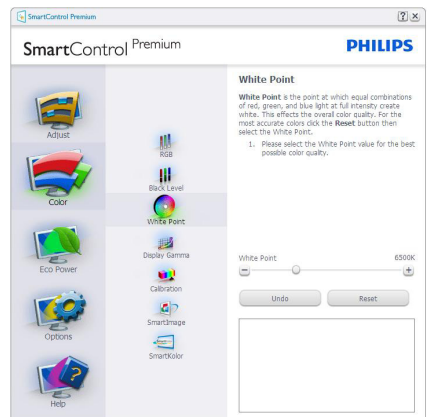 SmartControl Premium
SmartControl Premium
PHILIPS
Adjust
Color
Eco Power
Options
Help
RGB
Black Level
White Point
Display Gamma
Calibration
SmartImage
SmartKolor
White Point
White Point is the point at which equal combinations
of red, green, and blue light at full intensity create
white. This effects the overall color quality. For the
most accurate colors click the Reset button then
select the White Point.
1. Please select the White Point value for the best
possible color quality.
White Point 6500K
Undo Reset